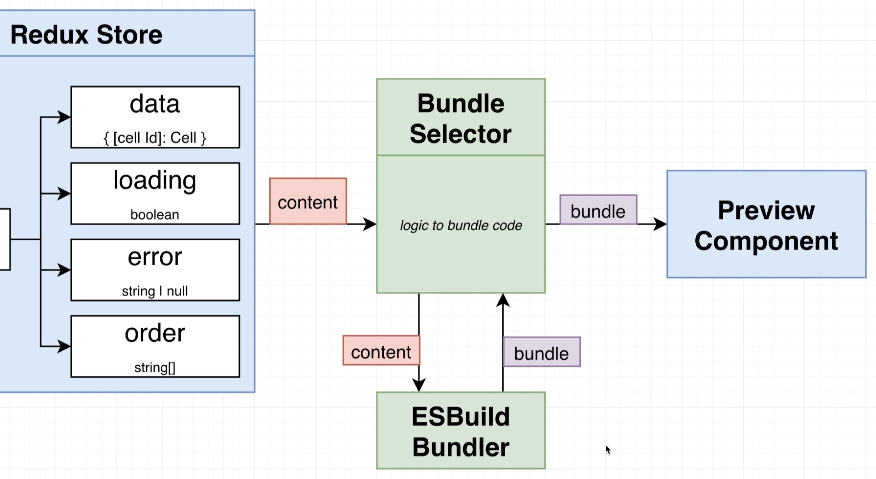 Redux Store
data
{ [cell Id]: Cell }
loading
boolean
error
string | null
order
string[]
content
Bundle
Selector
logic to bundle code
bundle
Preview
Component
content
bundle
ESBuild
Bundler